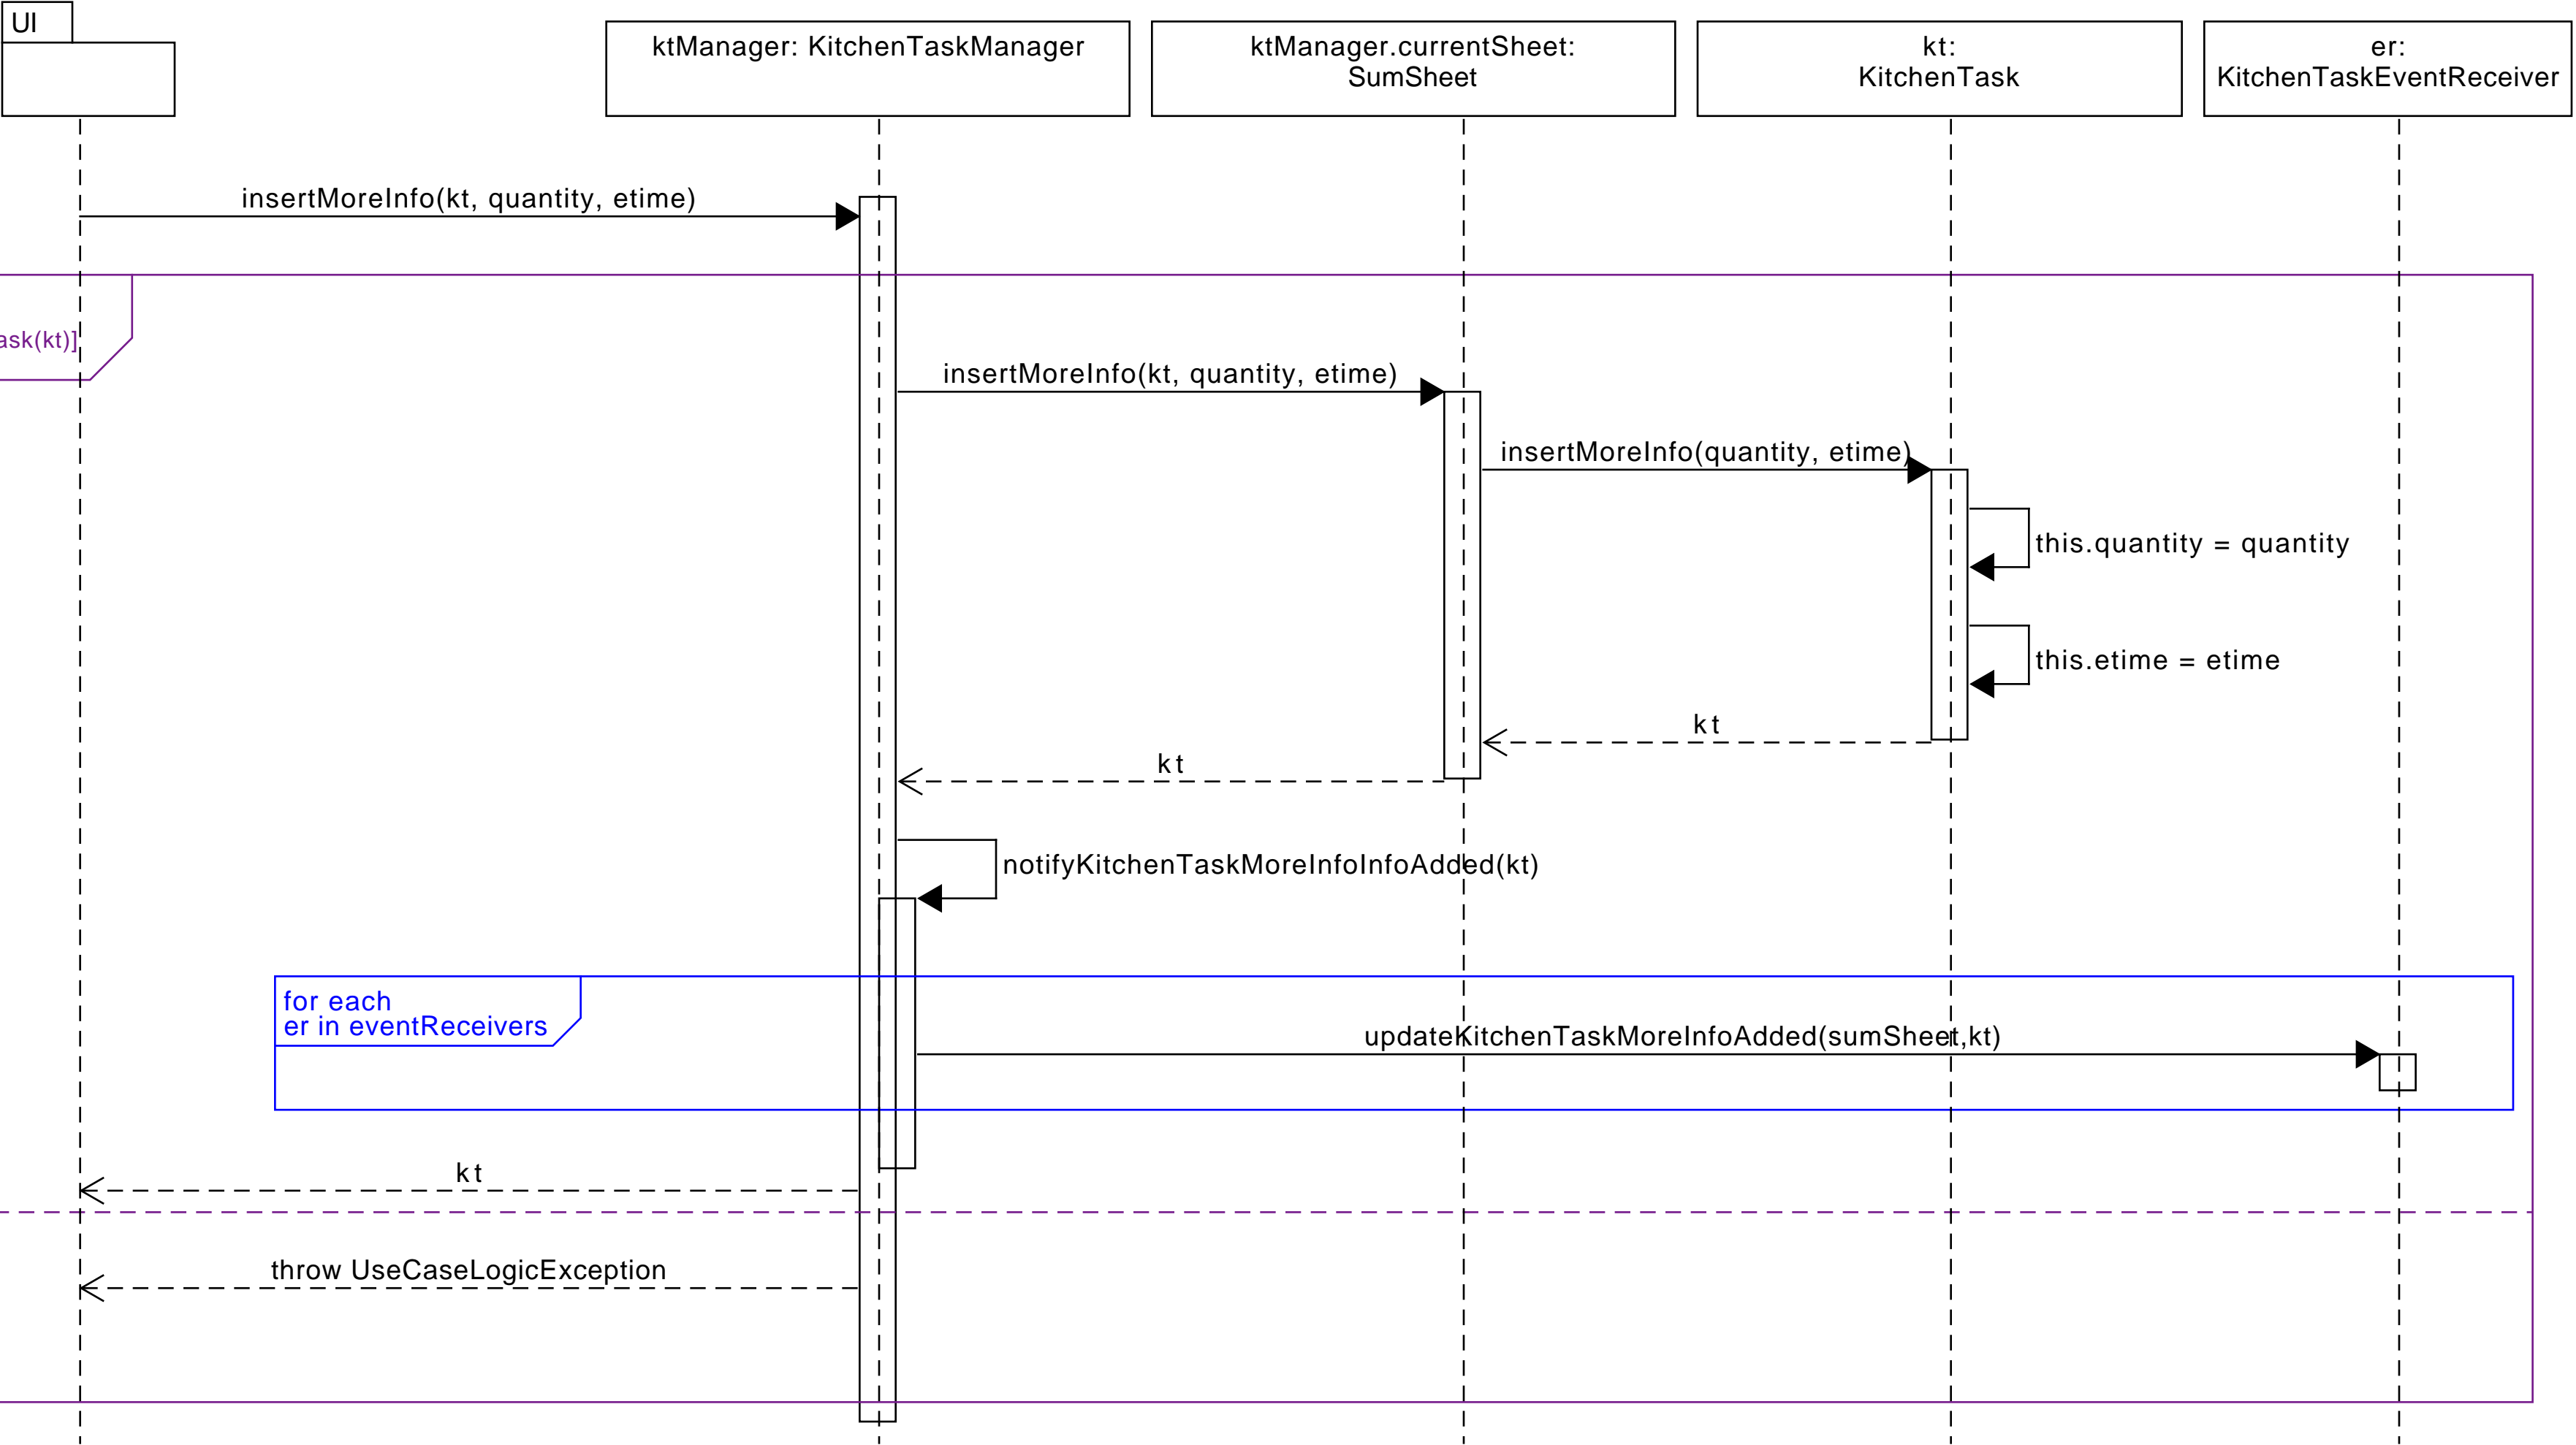 UI
ktManager: KitchenTaskManager
ktManager.currentSheet:
SumSheet
kt:
KitchenTask
er:
KitchenTaskEventReceiver
insertMoreInfo(kt, quantity, etime)
ask(kt)]
insertMoreInfo(kt, quantity, etime)
insertMoreInfo(quantity, etime)
this.quantity = quantity
this.etime = etime
kt
kt
notifyKitchenTaskMoreInfoInfoAdded(kt)
for each
er in eventReceivers
updateKitchenTaskMoreInfoAdded(sumSheet,kt)
kt
throw UseCaseLogicException